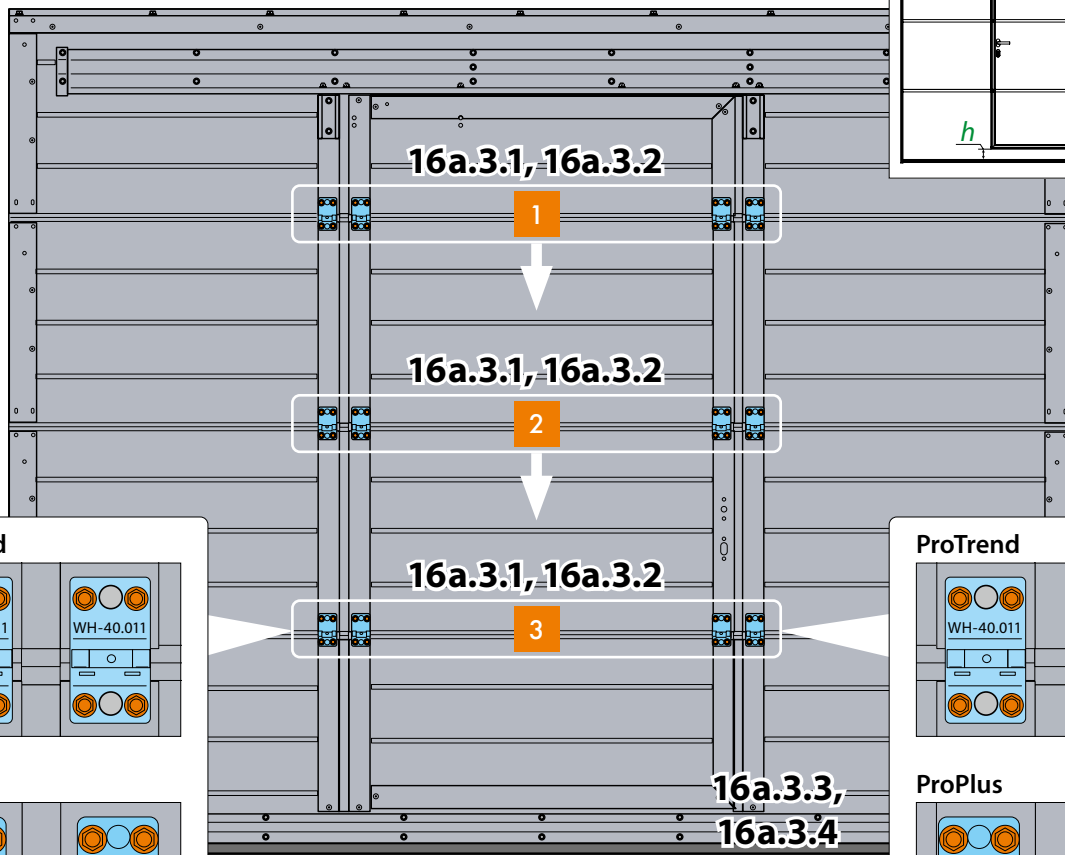 h
16a.3.1, 16a.3.2
1
16a.3.1, 16a.3.2
2
16a.3.1, 16a.3.2
3
WH-40.011
ProTrend
WH-40.011
16a.3.3,
16a.3.4
ProPlus